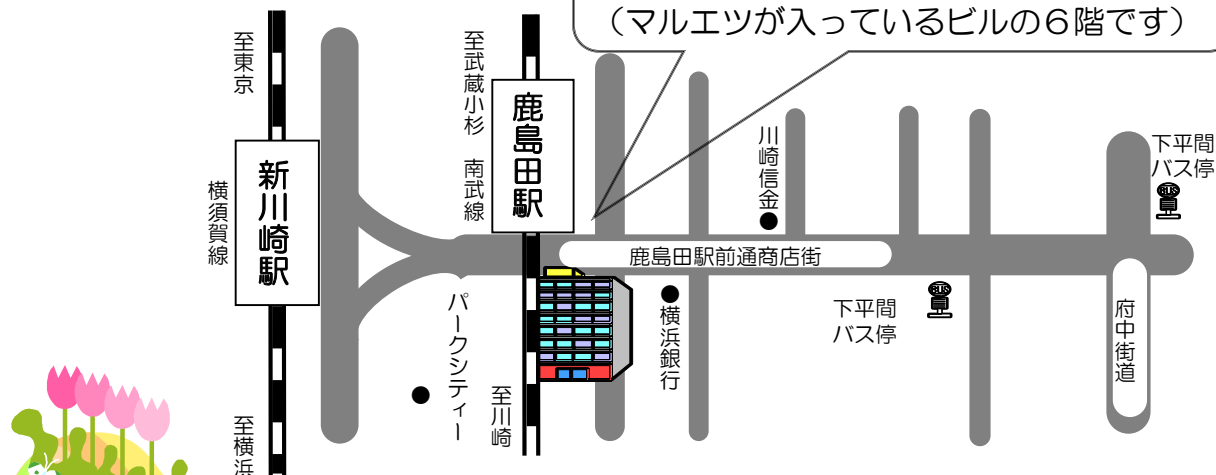 （マルエツが入っているビルの６階です）
至東京
新川崎駅
横須賀線
至横浜
至武蔵小杉
南武線
鹿島田駅
至川崎
パークシティー
鹿島田駅前通商店街
川崎信金
横浜銀行
下平間
バス停
BUS
下平間
バス停
BUS
府中街道